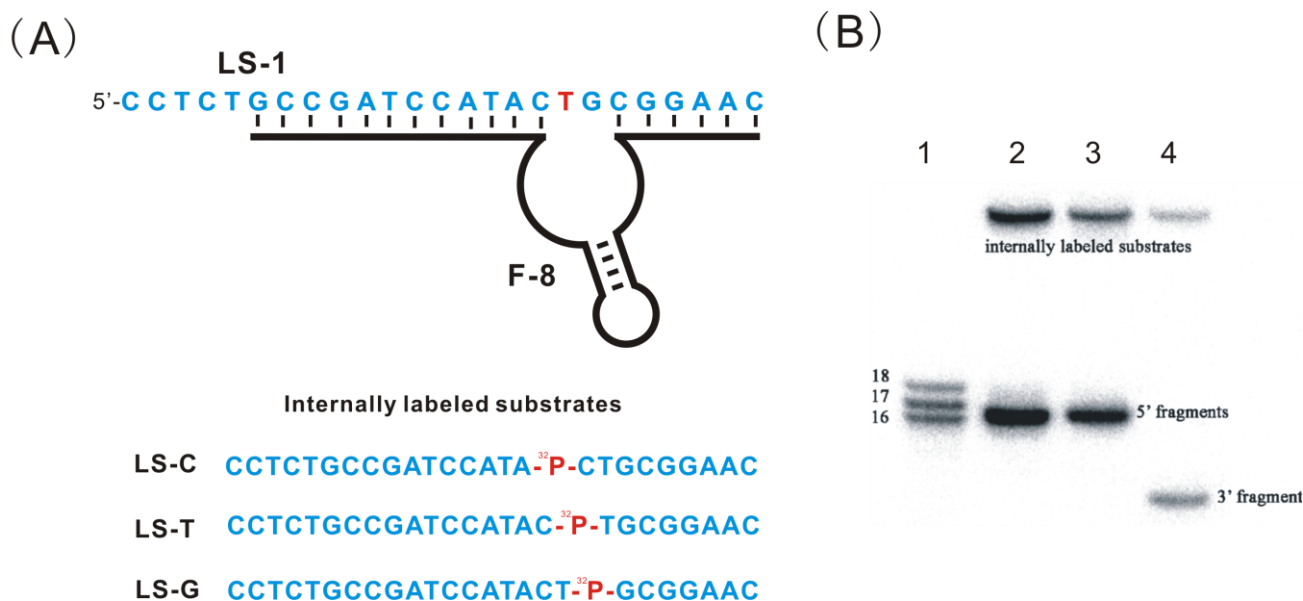 (A)
LS-1
5'-CCTCTGCCGATCCATACTGCGGAAC
F-8
Internally labeled substrates
LS-C CCTCTGCCGATCCATA-³²P-CTGCGGAAC
LS-T CCTCTGCCGATCCATAC-³²P-TGCGGAAC
LS-G CCTCTGCCGATCCATACT-³²P-GCGGAAC
(B)
1 2 3 4
internally labeled substrates
18
17
16
5' fragments
3' fragment